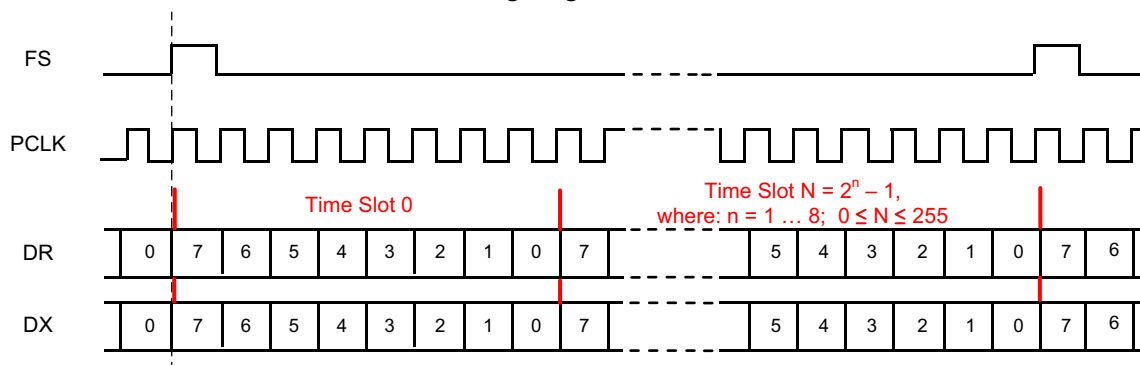 FS
PCLK
Time Slot 0
Time Slot N = 2ⁿ – 1,
where: n = 1 … 8; 0 ≤ N ≤ 255
DR 0 7 6 5 4 3 2 1 0 7 5 4 3 2 1 0 7 6
DX 0 7 6 5 4 3 2 1 0 7 5 4 3 2 1 0 7 6